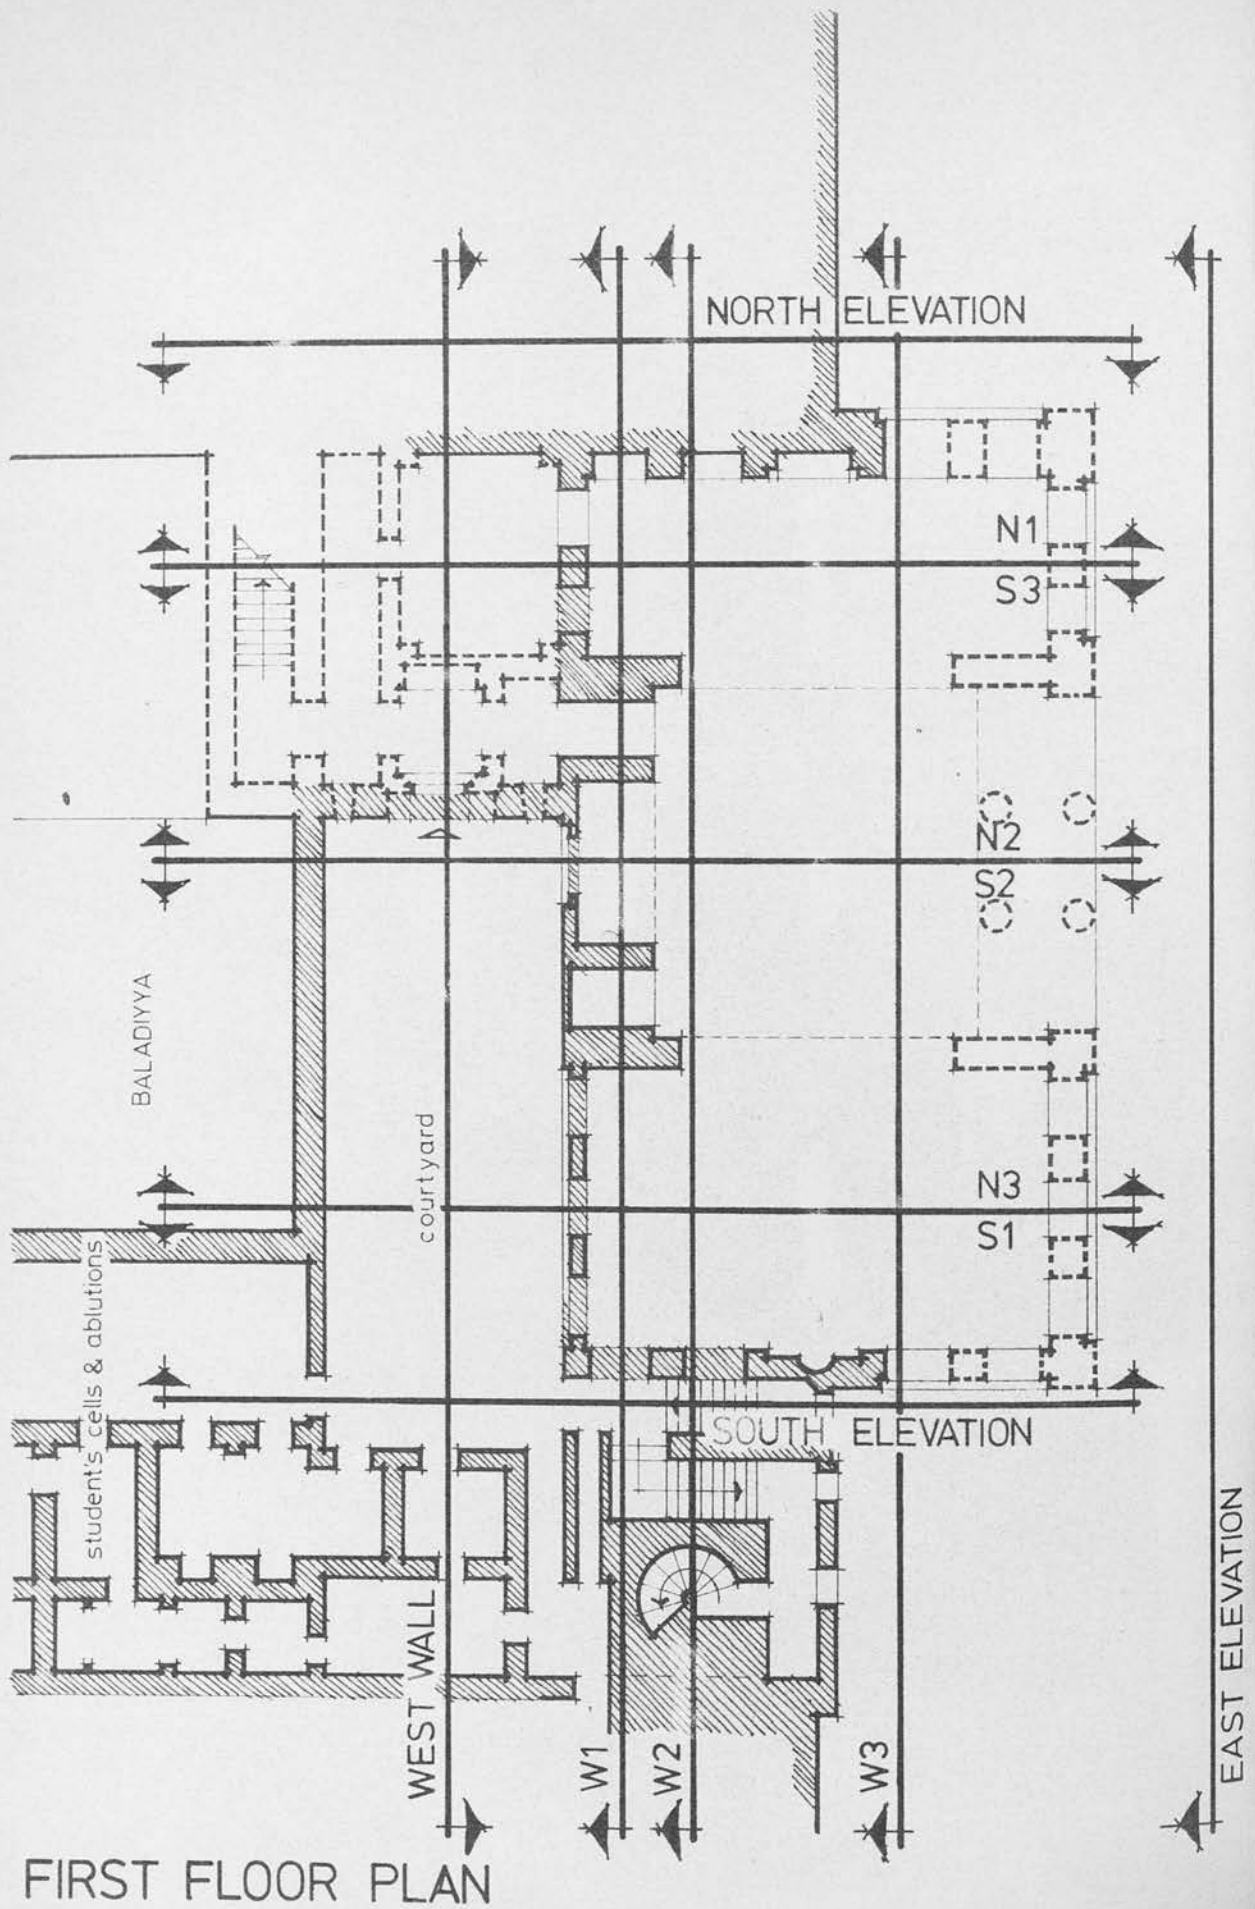 NORTH ELEVATION
N1
S3
N2
S2
BALADIYYA
courtyard
N3
S1
student's cells & ablutions
SOUTH ELEVATION
WEST WALL
W1
W2
W3
EAST ELEVATION
FIRST FLOOR PLAN